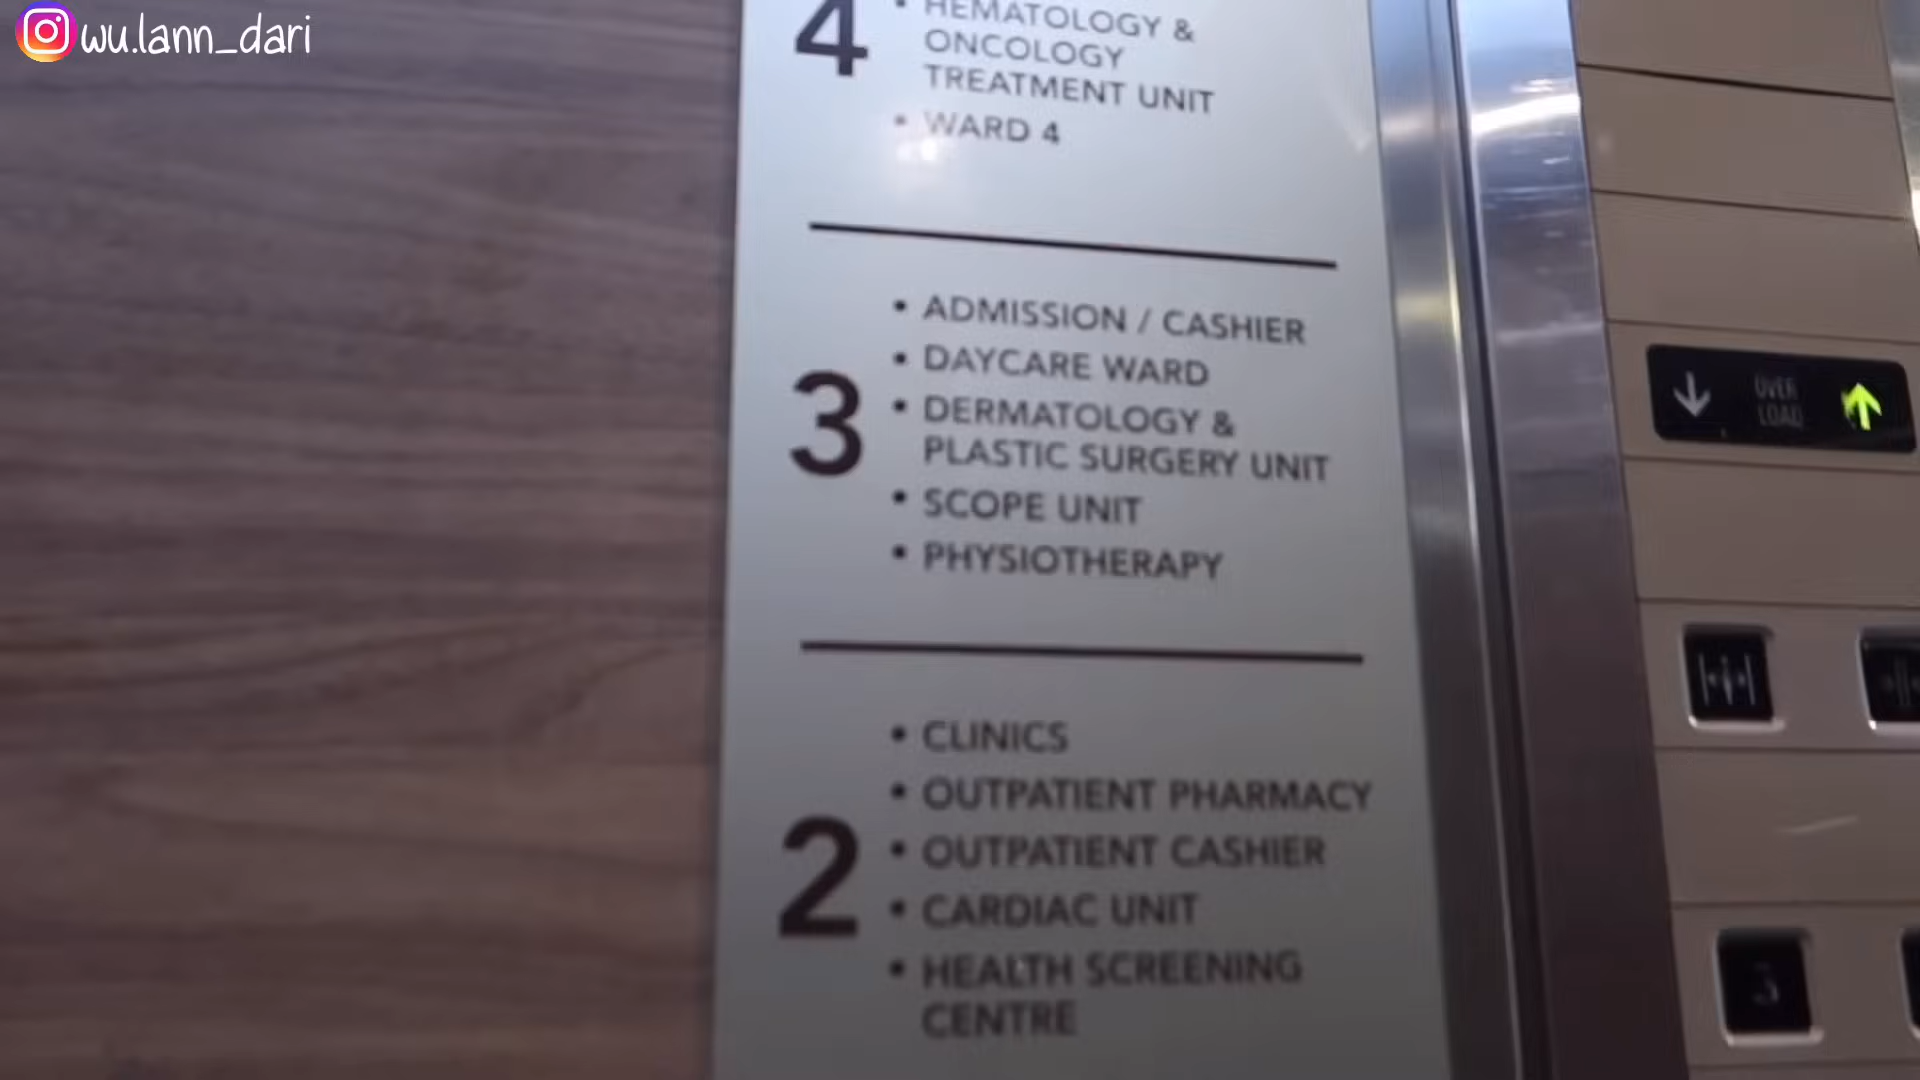 wu.lann_dari
4
• HEMATOLOGY &
ONCOLOGY
TREATMENT UNIT
• WARD 4
3
• ADMISSION / CASHIER
• DAYCARE WARD
• DERMATOLOGY &
PLASTIC SURGERY UNIT
• SCOPE UNIT
• PHYSIOTHERAPY
2
• CLINICS
• OUTPATIENT PHARMACY
• OUTPATIENT CASHIER
• CARDIAC UNIT
• HEALTH SCREENING
CENTRE
OVER
LOAD
3